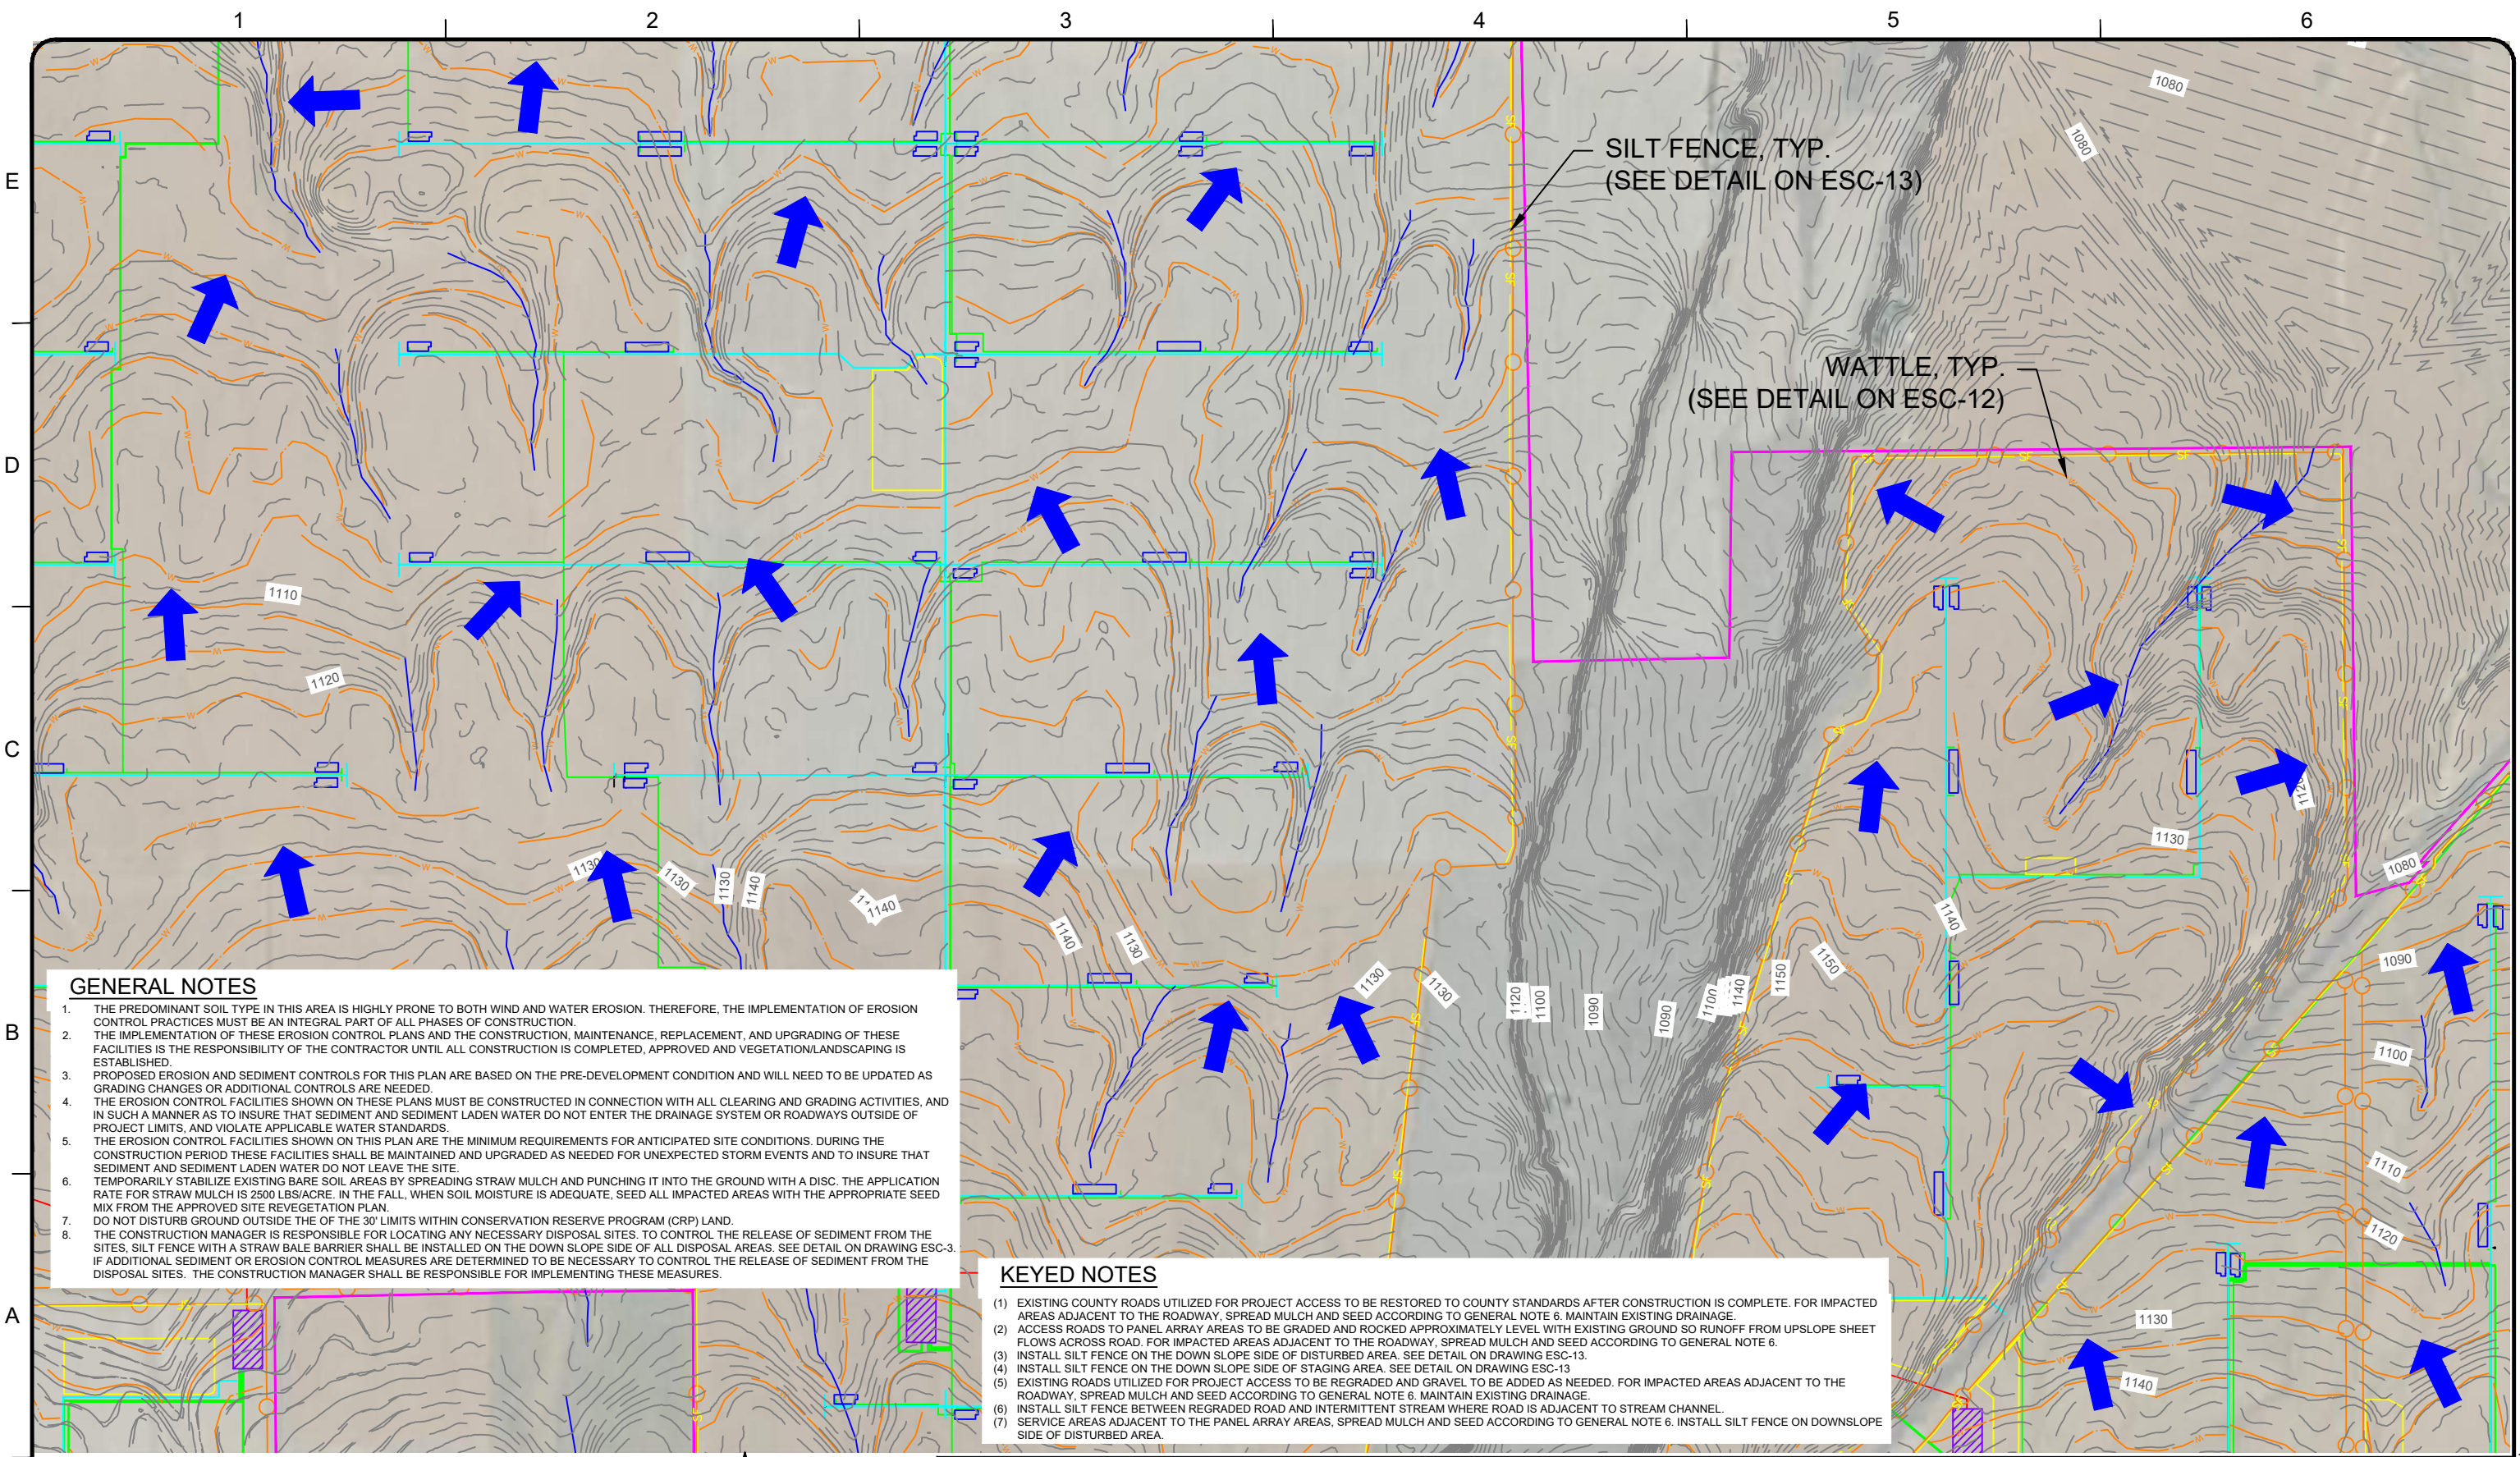 1 2 3 4 5 6
E
D
C
B
A
SILT FENCE, TYP.
(SEE DETAIL ON ESC-13)
WATTLE, TYP.
(SEE DETAIL ON ESC-12)
1080
1080
1110
1120
1130
1130
1130
1140
1140
1140
1130
1130
1130
1120
1100
1090
1090
1100
1140
1150
1150
1140
1130
1080
1090
1100
1110
1120
1130
1140
GENERAL NOTES
1. THE PREDOMINANT SOIL TYPE IN THIS AREA IS HIGHLY PRONE TO BOTH WIND AND WATER EROSION. THEREFORE, THE IMPLEMENTATION OF EROSION
CONTROL PRACTICES MUST BE AN INTEGRAL PART OF ALL PHASES OF CONSTRUCTION.
2. THE IMPLEMENTATION OF THESE EROSION CONTROL PLANS AND THE CONSTRUCTION, MAINTENANCE, REPLACEMENT, AND UPGRADING OF THESE
FACILITIES IS THE RESPONSIBILITY OF THE CONTRACTOR UNTIL ALL CONSTRUCTION IS COMPLETED, APPROVED AND VEGETATION/LANDSCAPING IS
ESTABLISHED.
3. PROPOSED EROSION AND SEDIMENT CONTROLS FOR THIS PLAN ARE BASED ON THE PRE-DEVELOPMENT CONDITION AND WILL NEED TO BE UPDATED AS
GRADING CHANGES OR ADDITIONAL CONTROLS ARE NEEDED.
4. THE EROSION CONTROL FACILITIES SHOWN ON THESE PLANS MUST BE CONSTRUCTED IN CONNECTION WITH ALL CLEARING AND GRADING ACTIVITIES, AND
IN SUCH A MANNER AS TO INSURE THAT SEDIMENT AND SEDIMENT LADEN WATER DO NOT ENTER THE DRAINAGE SYSTEM OR ROADWAYS OUTSIDE OF
PROJECT LIMITS, AND VIOLATE APPLICABLE WATER STANDARDS.
5. THE EROSION CONTROL FACILITIES SHOWN ON THIS PLAN ARE THE MINIMUM REQUIREMENTS FOR ANTICIPATED SITE CONDITIONS. DURING THE
CONSTRUCTION PERIOD THESE FACILITIES SHALL BE MAINTAINED AND UPGRADED AS NEEDED FOR UNEXPECTED STORM EVENTS AND TO INSURE THAT
SEDIMENT AND SEDIMENT LADEN WATER DO NOT LEAVE THE SITE.
6. TEMPORARILY STABILIZE EXISTING BARE SOIL AREAS BY SPREADING STRAW MULCH AND PUNCHING IT INTO THE GROUND WITH A DISC. THE APPLICATION
RATE FOR STRAW MULCH IS 2500 LBS/ACRE. IN THE FALL, WHEN SOIL MOISTURE IS ADEQUATE, SEED ALL IMPACTED AREAS WITH THE APPROPRIATE SEED
MIX FROM THE APPROVED SITE REVEGETATION PLAN.
7. DO NOT DISTURB GROUND OUTSIDE THE OF THE 30' LIMITS WITHIN CONSERVATION RESERVE PROGRAM (CRP) LAND.
8. THE CONSTRUCTION MANAGER IS RESPONSIBLE FOR LOCATING ANY NECESSARY DISPOSAL SITES. TO CONTROL THE RELEASE OF SEDIMENT FROM THE
SITES, SILT FENCE WITH A STRAW BALE BARRIER SHALL BE INSTALLED ON THE DOWN SLOPE SIDE OF ALL DISPOSAL AREAS. SEE DETAIL ON DRAWING ESC-3.
IF ADDITIONAL SEDIMENT OR EROSION CONTROL MEASURES ARE DETERMINED TO BE NECESSARY TO CONTROL THE RELEASE OF SEDIMENT FROM THE
DISPOSAL SITES. THE CONSTRUCTION MANAGER SHALL BE RESPONSIBLE FOR IMPLEMENTING THESE MEASURES.
KEYED NOTES
(1) EXISTING COUNTY ROADS UTILIZED FOR PROJECT ACCESS TO BE RESTORED TO COUNTY STANDARDS AFTER CONSTRUCTION IS COMPLETE. FOR IMPACTED
AREAS ADJACENT TO THE ROADWAY, SPREAD MULCH AND SEED ACCORDING TO GENERAL NOTE 6. MAINTAIN EXISTING DRAINAGE.
(2) ACCESS ROADS TO PANEL ARRAY AREAS TO BE GRADED AND ROCKED APPROXIMATELY LEVEL WITH EXISTING GROUND SO RUNOFF FROM UPSLOPE SHEET
FLOWS ACROSS ROAD. FOR IMPACTED AREAS ADJACENT TO THE ROADWAY, SPREAD MULCH AND SEED ACCORDING TO GENERAL NOTE 6.
(3) INSTALL SILT FENCE ON THE DOWN SLOPE SIDE OF DISTURBED AREA. SEE DETAIL ON DRAWING ESC-13.
(4) INSTALL SILT FENCE ON THE DOWN SLOPE SIDE OF STAGING AREA. SEE DETAIL ON DRAWING ESC-13
(5) EXISTING ROADS UTILIZED FOR PROJECT ACCESS TO BE REGRADED AND GRAVEL TO BE ADDED AS NEEDED. FOR IMPACTED AREAS ADJACENT TO THE
ROADWAY, SPREAD MULCH AND SEED ACCORDING TO GENERAL NOTE 6. MAINTAIN EXISTING DRAINAGE.
(6) INSTALL SILT FENCE BETWEEN REGRADED ROAD AND INTERMITTENT STREAM WHERE ROAD IS ADJACENT TO STREAM CHANNEL.
(7) SERVICE AREAS ADJACENT TO THE PANEL ARRAY AREAS, SPREAD MULCH AND SEED ACCORDING TO GENERAL NOTE 6. INSTALL SILT FENCE ON DOWNSLOPE
SIDE OF DISTURBED AREA.